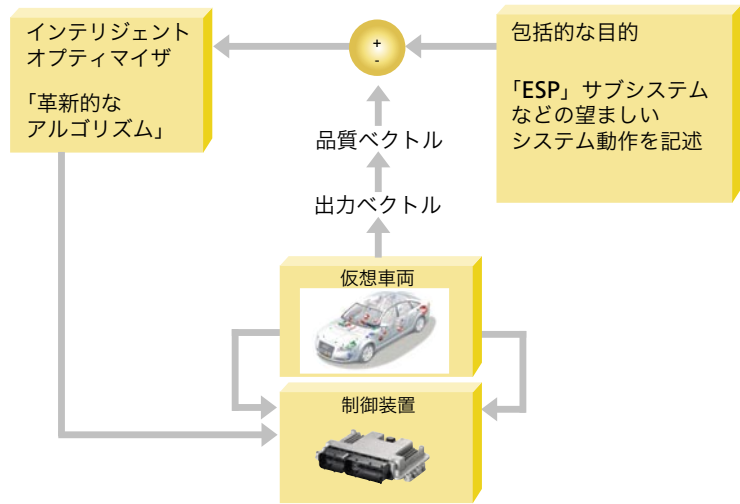 インテリジェント
オプティマイザ
「革新的な
アルゴリズム」
+
-
包括的な目的
「ESP」サブシステム
などの望ましい
システム動作を記述
品質ベクトル
出力ベクトル
仮想車両
制御装置